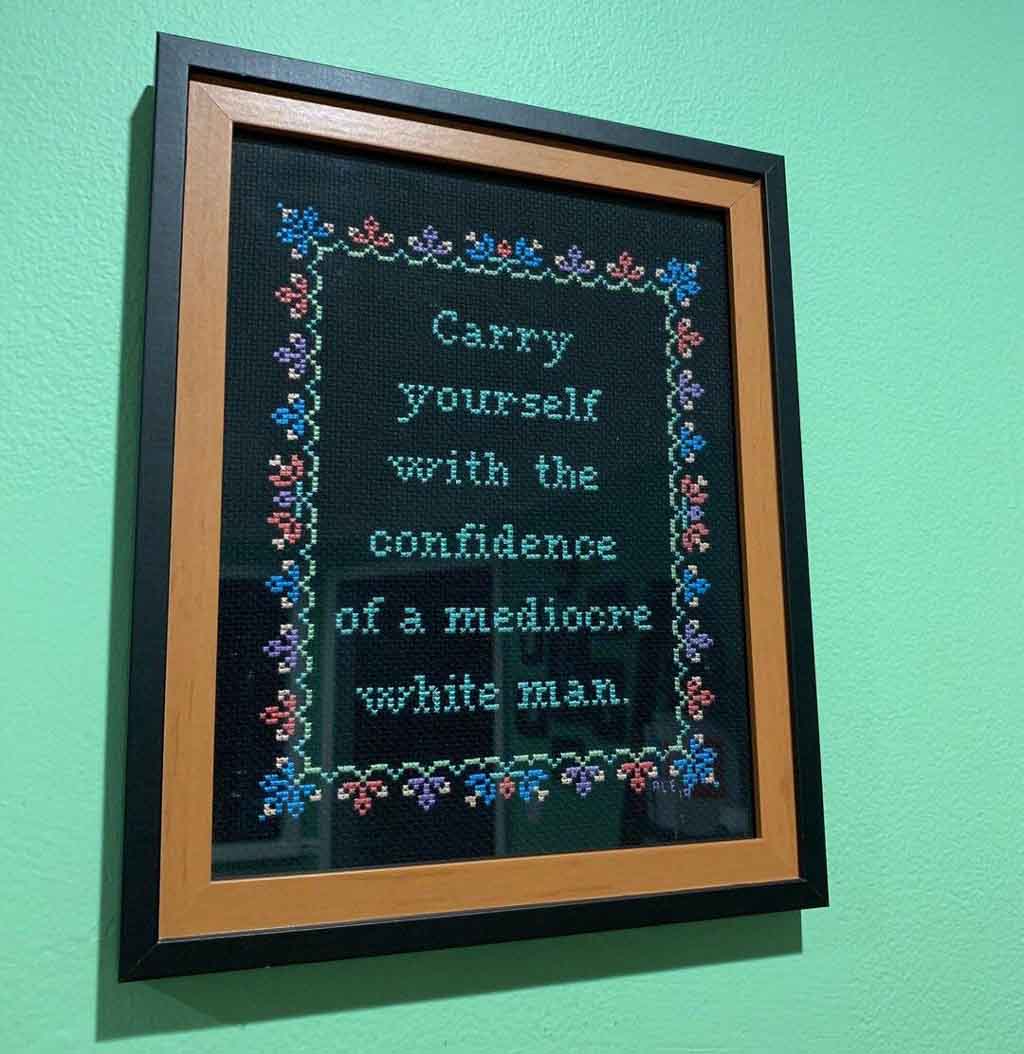 Carry
yourself
with the
confidence
of a mediocre
white man.